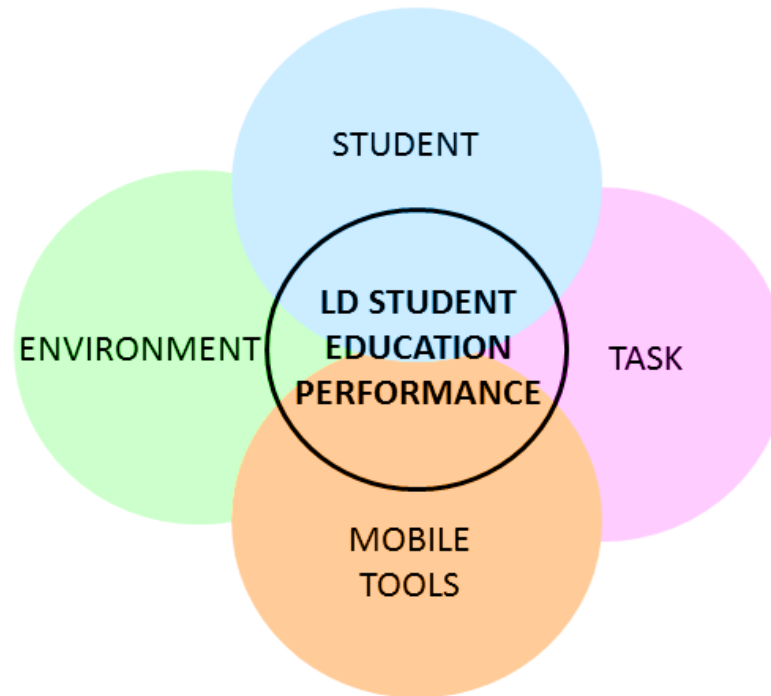 STUDENT
LD STUDENT
EDUCATION
PERFORMANCE
ENVIRONMENT
TASK
MOBILE
TOOLS